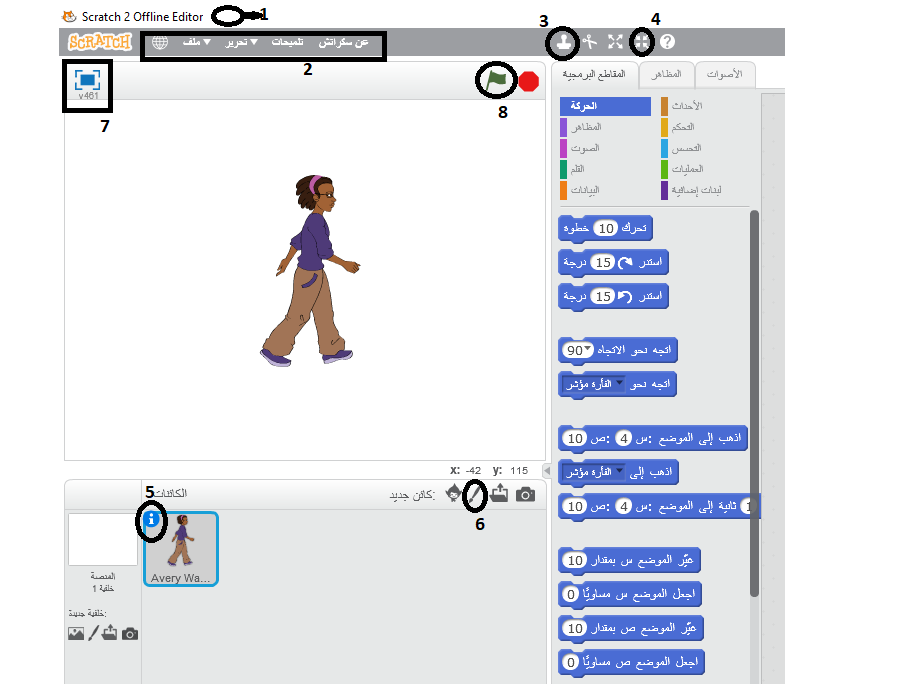 Scratch 2 Offline Editor
1
3
4
SCRATCH ملف تحرير تلميحات عن سكراتش
2
v461
7
8
المقاطع البرمجية المظاهر الأصوات
الحركة
المظاهر
الصوت
القلم
البيانات
الأحداث
التحكم
التحسس
العمليات
لبنات إضافية
تحرك 10 خطوة
استدر 15 درجة
استدر 15 درجة
اتجه نحو الاتجاه 90
اتجه نحو الفأرة مؤشر
اذهب إلى الموضع :س 4 :ص 10
اذهب إلى الفأرة مؤشر
1 ثانية إلى الموضع :س 4 :ص 10
غيّر الموضع س بمقدار 10
اجعل الموضع س مساويًا 0
غيّر الموضع ص بمقدار 10
اجعل الموضع ص مساويًا 0
x: -42 y: 115
5
الكائنات
:كائن جديد
6
Avery Wa...
المنصة
خلفية 1
:خلفية جديدة